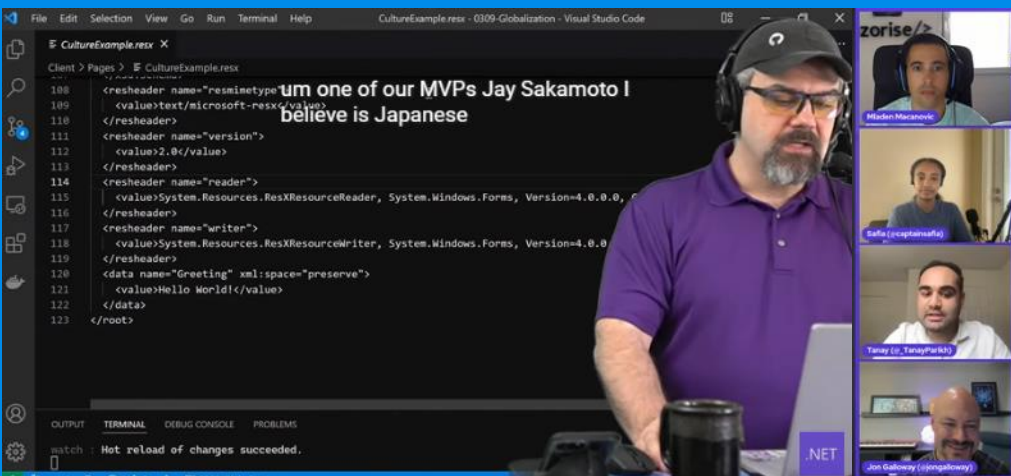 File Edit Selection View Go Run Terminal Help
CultureExample.resx - 0309-Globalization - Visual Studio Code
CultureExample.resx
Client > Pages > CultureExample.resx
108 <resheader name="resmimetype"
109 <value>text/microsoft-resx</value>
110 </resheader>
111 <resheader name="version">
112 <value>2.0</value>
113 </resheader>
114 <resheader name="reader">
115 <value>System.Resources.ResXResourceReader, System.Windows.Forms, Version=4.0.0.0,
116 </resheader>
117 <resheader name="writer">
118 <value>System.Resources.ResXResourceWriter, System.Windows.Forms, Version=4.0.0
119 </resheader>
120 <data name="Greeting" xml:space="preserve">
121 <value>Hello World!</value>
122 </data>
123 </root>
um one of our MVPs Jay Sakamoto I
believe is Japanese
OUTPUT TERMINAL DEBUG CONSOLE PROBLEMS
watch : Hot reload of changes succeeded.
.NET
zorise/>
Mladen Macanovic
Safia (@captainsafia)
Tanay (@_TanayParikh)
Jon Galloway (@jongalloway)